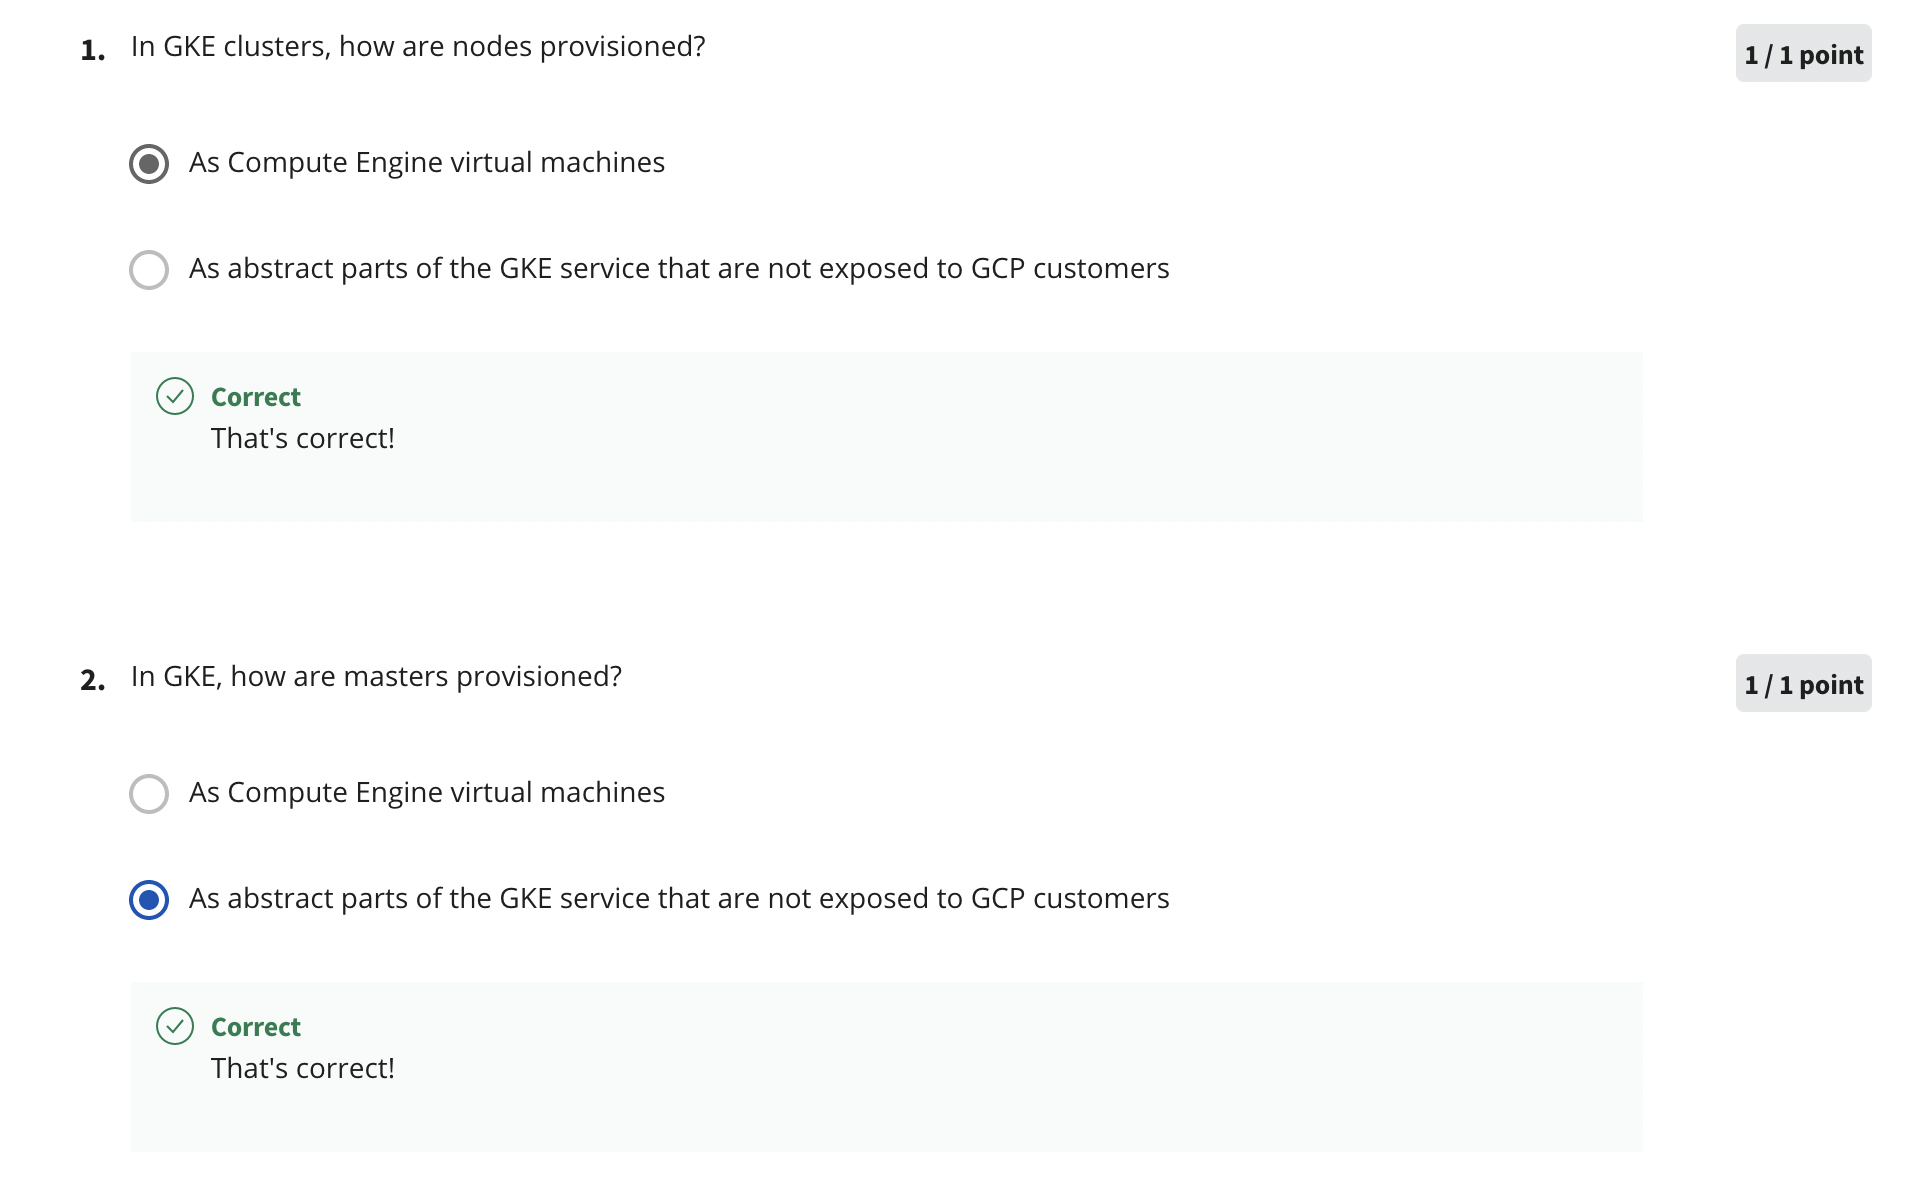 1. In GKE clusters, how are nodes provisioned?
1 / 1 point
As Compute Engine virtual machines
As abstract parts of the GKE service that are not exposed to GCP customers
Correct
That's correct!
2. In GKE, how are masters provisioned?
1 / 1 point
As Compute Engine virtual machines
As abstract parts of the GKE service that are not exposed to GCP customers
Correct
That's correct!